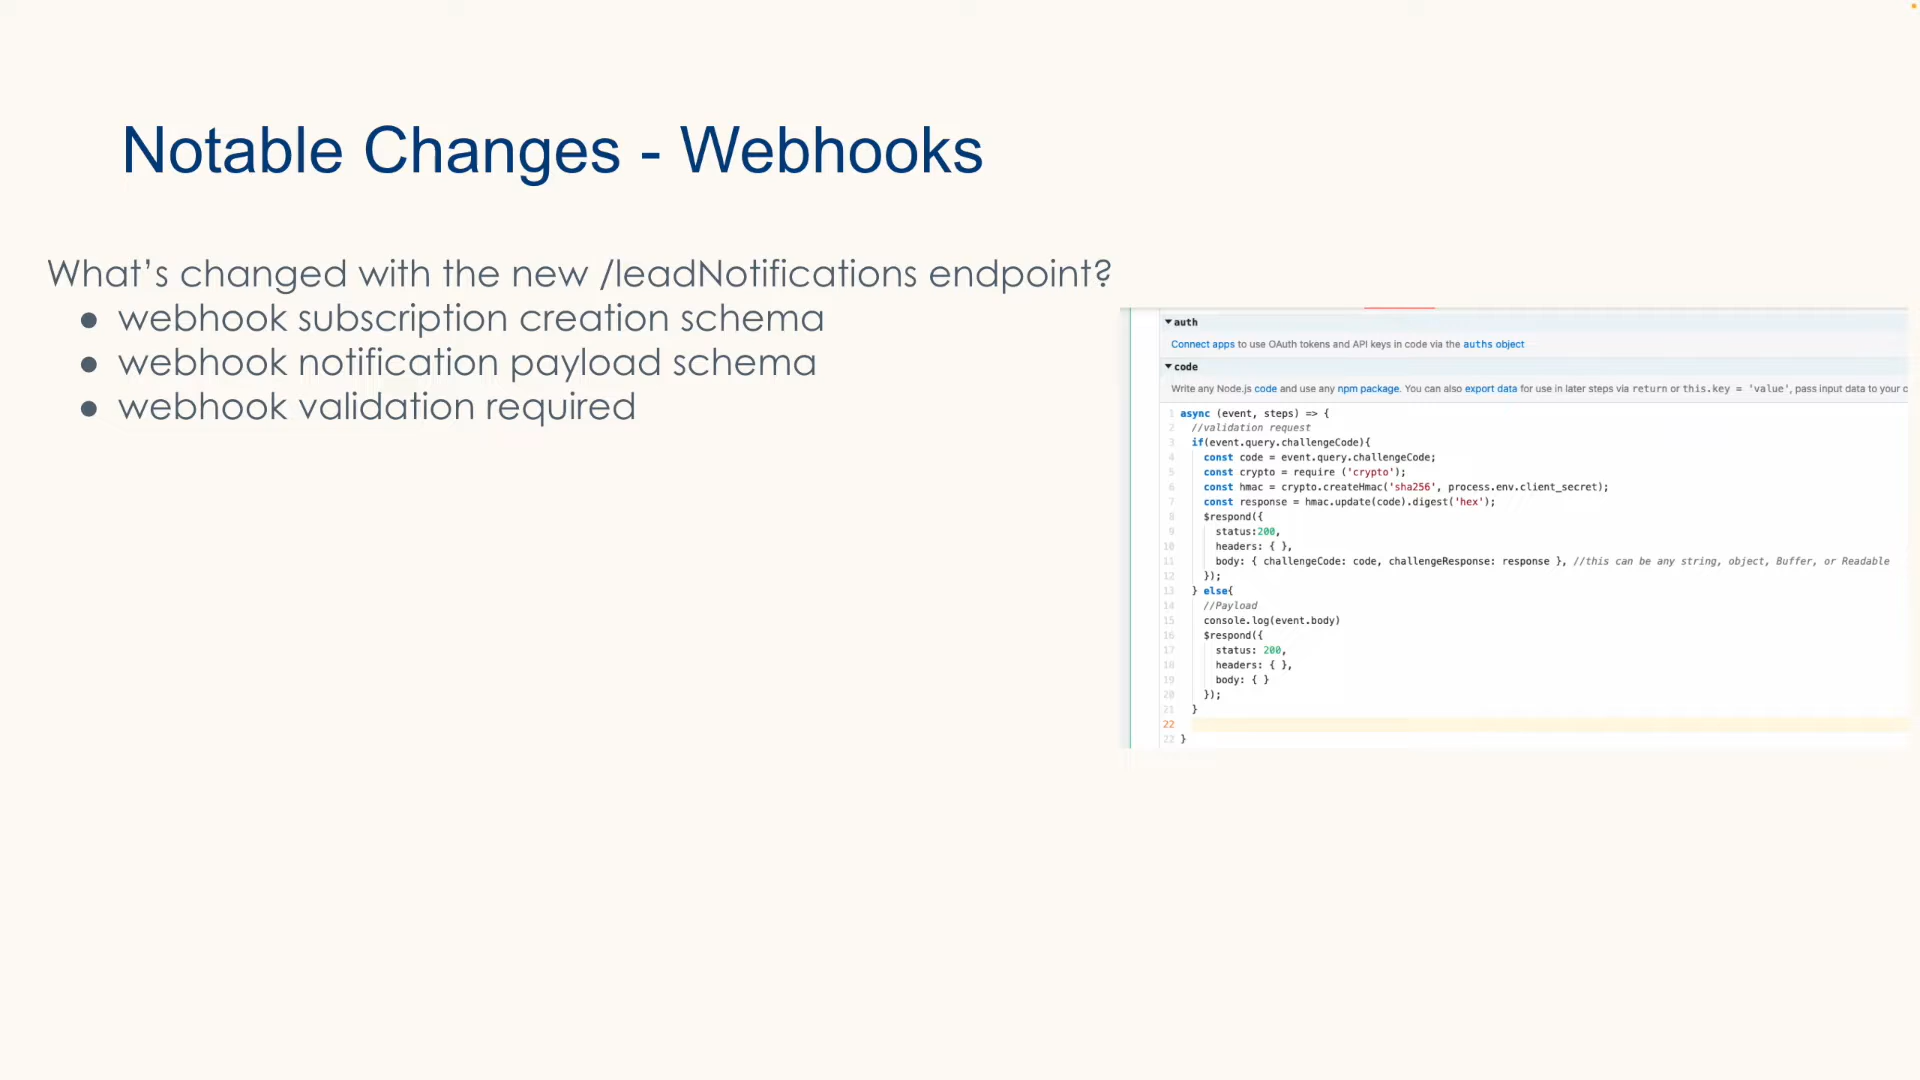 Notable Changes - Webhooks
What's changed with the new /leadNotifications endpoint?
● webhook subscription creation schema
● webhook notification payload schema
● webhook validation required
▼auth
Connect apps to use OAuth tokens and API keys in code via the auths object
▼code
Write any Node.js code and use any npm package. You can also export data for use in later steps via return or this.key = 'value', pass input data to your c
1 async (event, steps) => {
2 //validation request
3 if(event.query.challengeCode){
4 const code = event.query.challengeCode;
5 const crypto = require ('crypto');
6 const hmac = crypto.createHmac('sha256', process.env.client_secret);
7 const response = hmac.update(code).digest('hex');
8 $respond({
9 status:200,
10 headers: { },
11 body: { challengeCode: code, challengeResponse: response }, //this can be any string, object, Buffer, or Readable
12 });
13 } else{
14 //Payload
15 console.log(event.body)
16 $respond({
17 status: 200,
18 headers: { },
19 body: { }
20 });
21 }
22
22 }